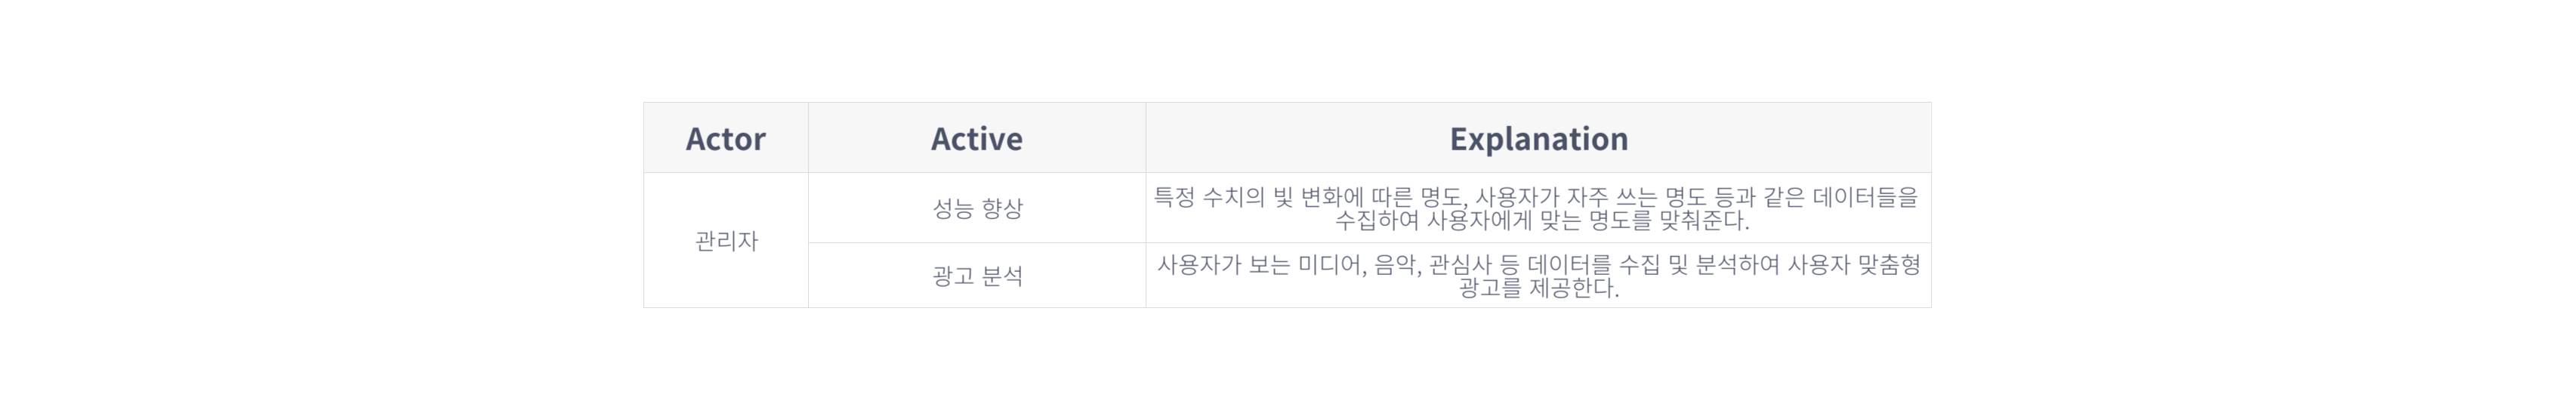 Actor Active Explanation
관리자
성능 향상
특정 수치의 빛 변화에 따른 명도, 사용자가 자주 쓰는 명도 등과 같은 데이터들을
수집하여 사용자에게 맞는 명도를 맞춰준다.
광고 분석
사용자가 보는 미디어, 음악, 관심사 등 데이터를 수집 및 분석하여 사용자 맞춤형
광고를 제공한다.